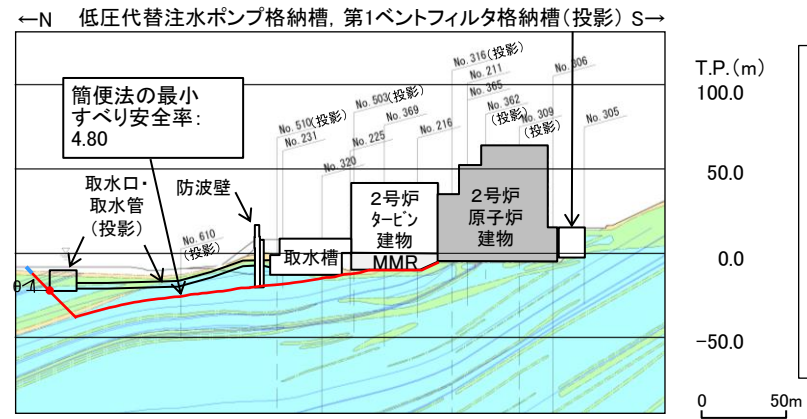 ←N 低圧代替注水ポンプ格納槽, 第1ベントフィルタ格納槽(投影) S→
No. 316(投影)
No. 211
No. 306
T.P.(m)
簡便法の最小
すべり安全率:
4.80
No. 503(投影)
No. 365
No. 362
(投影)
100.0
No. 510(投影)
No. 369
No. 309
(投影)
No. 231
No. 225
No. 216
No. 305
No. 320
取水口・
取水管
(投影)
防波壁
2号炉
タービン
建物
2号炉
原子炉
建物
50.0
No. 610
(投影)
取水槽
MMR
0.0
-50.0
0 50m